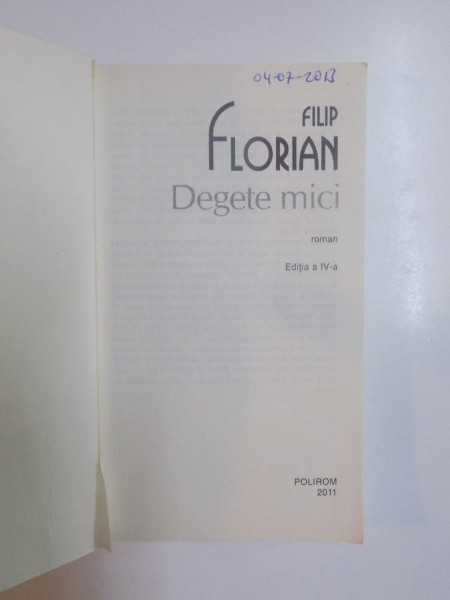 04-07-2013
FILIP
FLORIAN
Degete mici
roman
Ediția a IV-a
POLIROM
2011